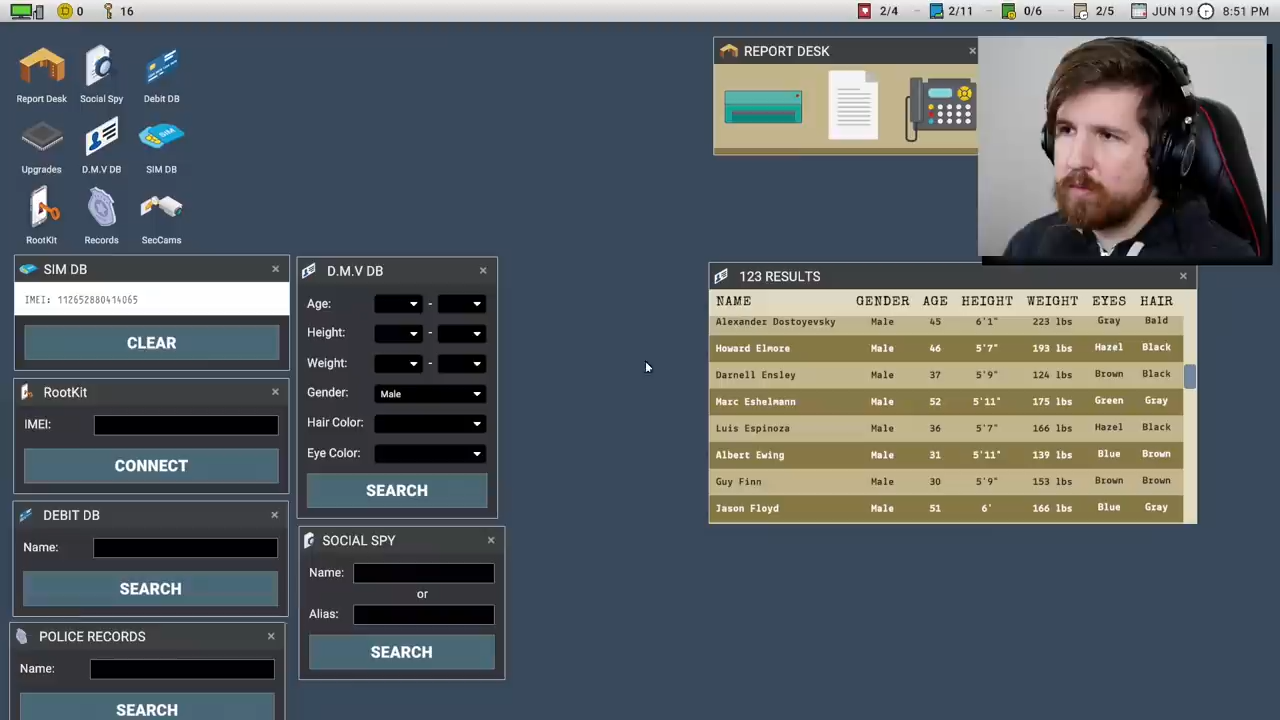 0 16 2/4 - 2/11 - 0/6 - 2/5 JUN 19 8:51 PM
Report Desk Social Spy Debit DB
Upgrades D.M.V DB SIM DB
RootKit Records SecCams
REPORT DESK ×
SIM DB ×
IMEI: 112652880414065
CLEAR
RootKit ×
IMEI:
CONNECT
DEBIT DB ×
Name:
SEARCH
POLICE RECORDS ×
Name:
SEARCH
D.M.V DB ×
Age: -
Height: -
Weight: -
Gender: Male
Hair Color:
Eye Color:
SEARCH
SOCIAL SPY ×
Name:
or
Alias:
SEARCH
123 RESULTS ×
NAME GENDER AGE HEIGHT WEIGHT EYES HAIR
Alexander Dostoyevsky Male 45 6'1" 223 lbs Gray Bald
Howard Elmore Male 46 5'7" 193 lbs Hazel Black
Darnell Ensley Male 37 5'9" 124 lbs Brown Black
Marc Eshelmann Male 52 5'11" 175 lbs Green Gray
Luis Espinoza Male 36 5'7" 166 lbs Hazel Black
Albert Ewing Male 31 5'11" 139 lbs Blue Brown
Guy Finn Male 30 5'9" 153 lbs Brown Brown
Jason Floyd Male 51 6' 166 lbs Blue Gray